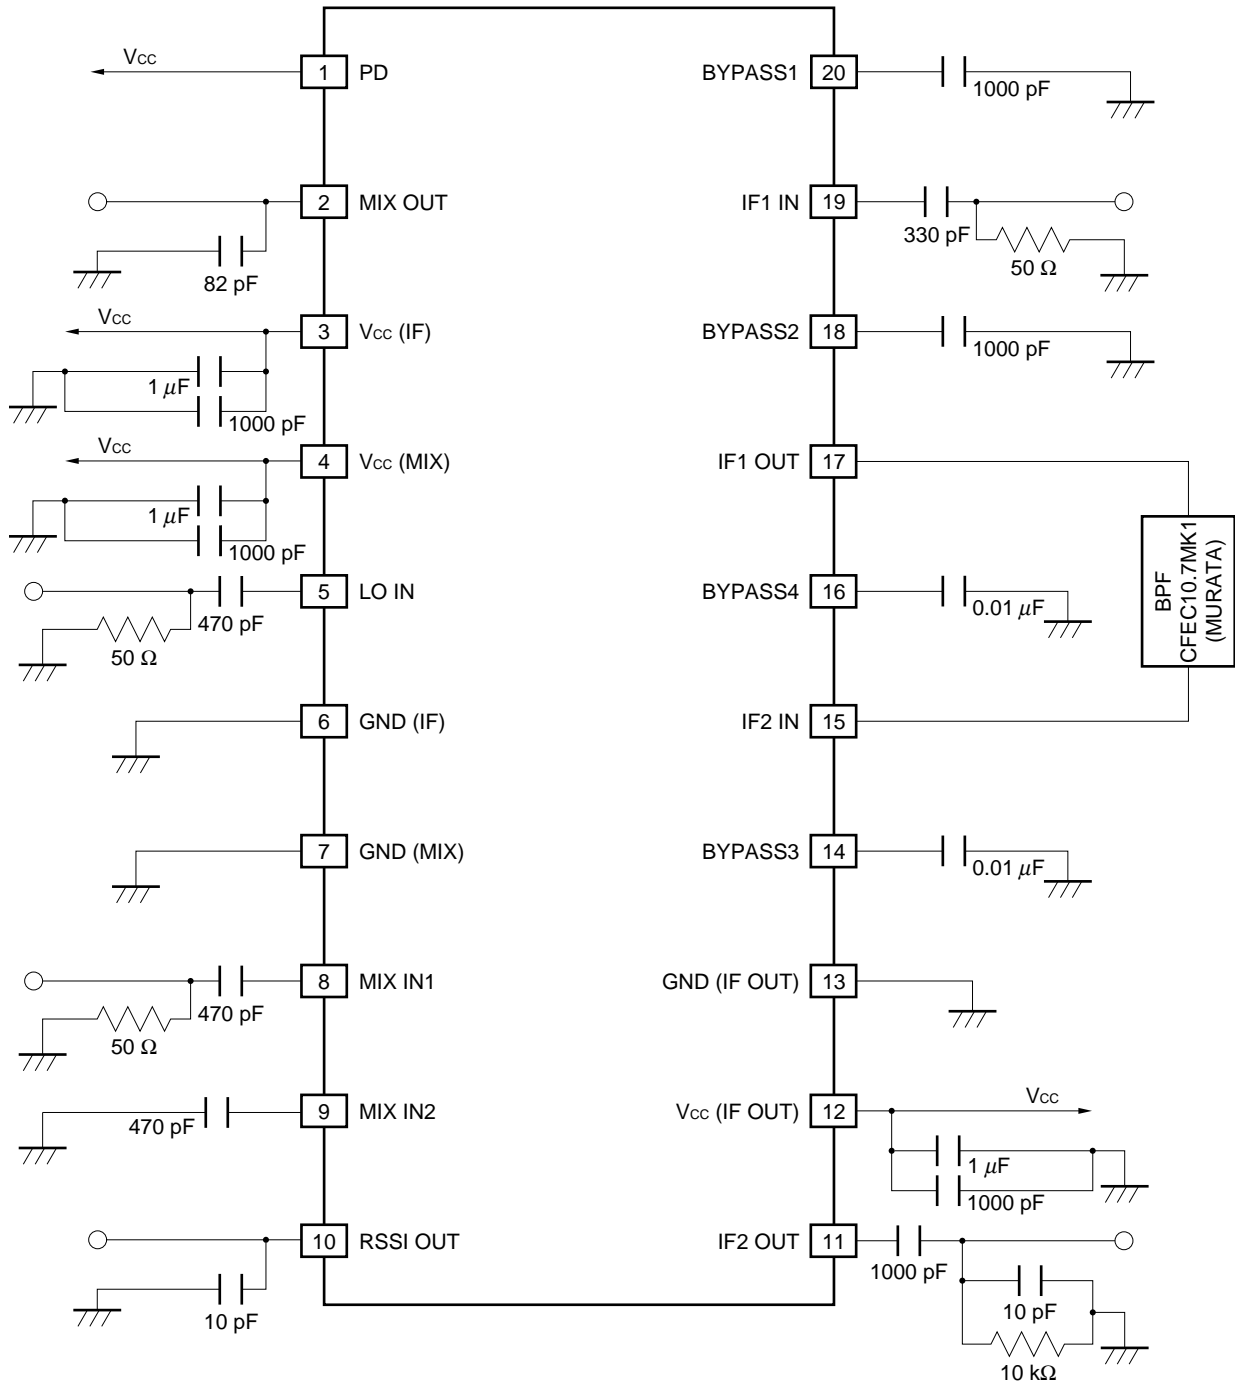 Vcc
1 PD
BYPASS1 20
1000 pF
2 MIX OUT
82 pF
IF1 IN 19
330 pF
50 Ω
Vcc
3 Vcc (IF)
1 μF
1000 pF
BYPASS2 18
1000 pF
Vcc
4 Vcc (MIX)
1 μF
1000 pF
IF1 OUT 17
BPF
CFEC10.7MK1
(MURATA)
5 LO IN
470 pF
50 Ω
BYPASS4 16
0.01 μF
6 GND (IF)
IF2 IN 15
7 GND (MIX)
BYPASS3 14
0.01 μF
8 MIX IN1
470 pF
50 Ω
GND (IF OUT) 13
9 MIX IN2
470 pF
Vcc (IF OUT) 12
Vcc
1 μF
1000 pF
10 RSSI OUT
10 pF
IF2 OUT 11
1000 pF
10 pF
10 kΩ